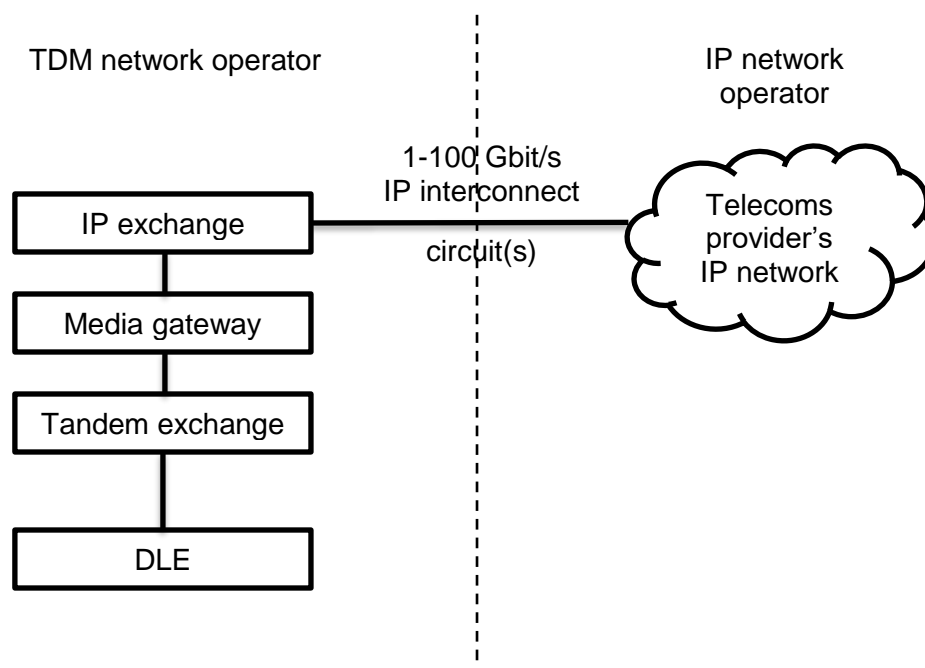 TDM network operator
IP network
operator
1-100 Gbit/s
IP interconnect
circuit(s)
IP exchange
Telecoms
provider’s
IP network
Media gateway
Tandem exchange
DLE